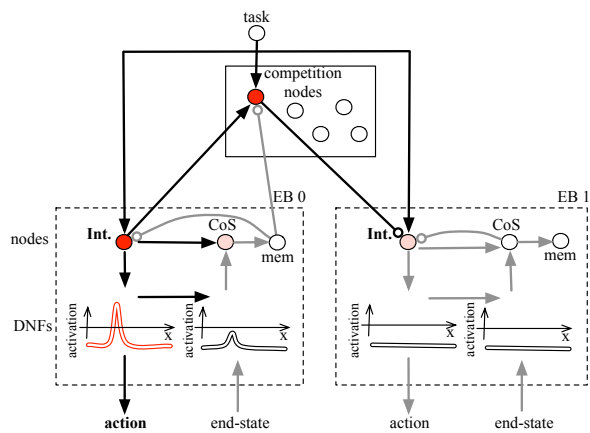 task
competition
nodes
EB 0
EB 1
nodes
Int.
CoS
mem
Int.
CoS
mem
DNFs
activation
x
activation
x
activation
x
activation
x
action
end-state
action
end-state